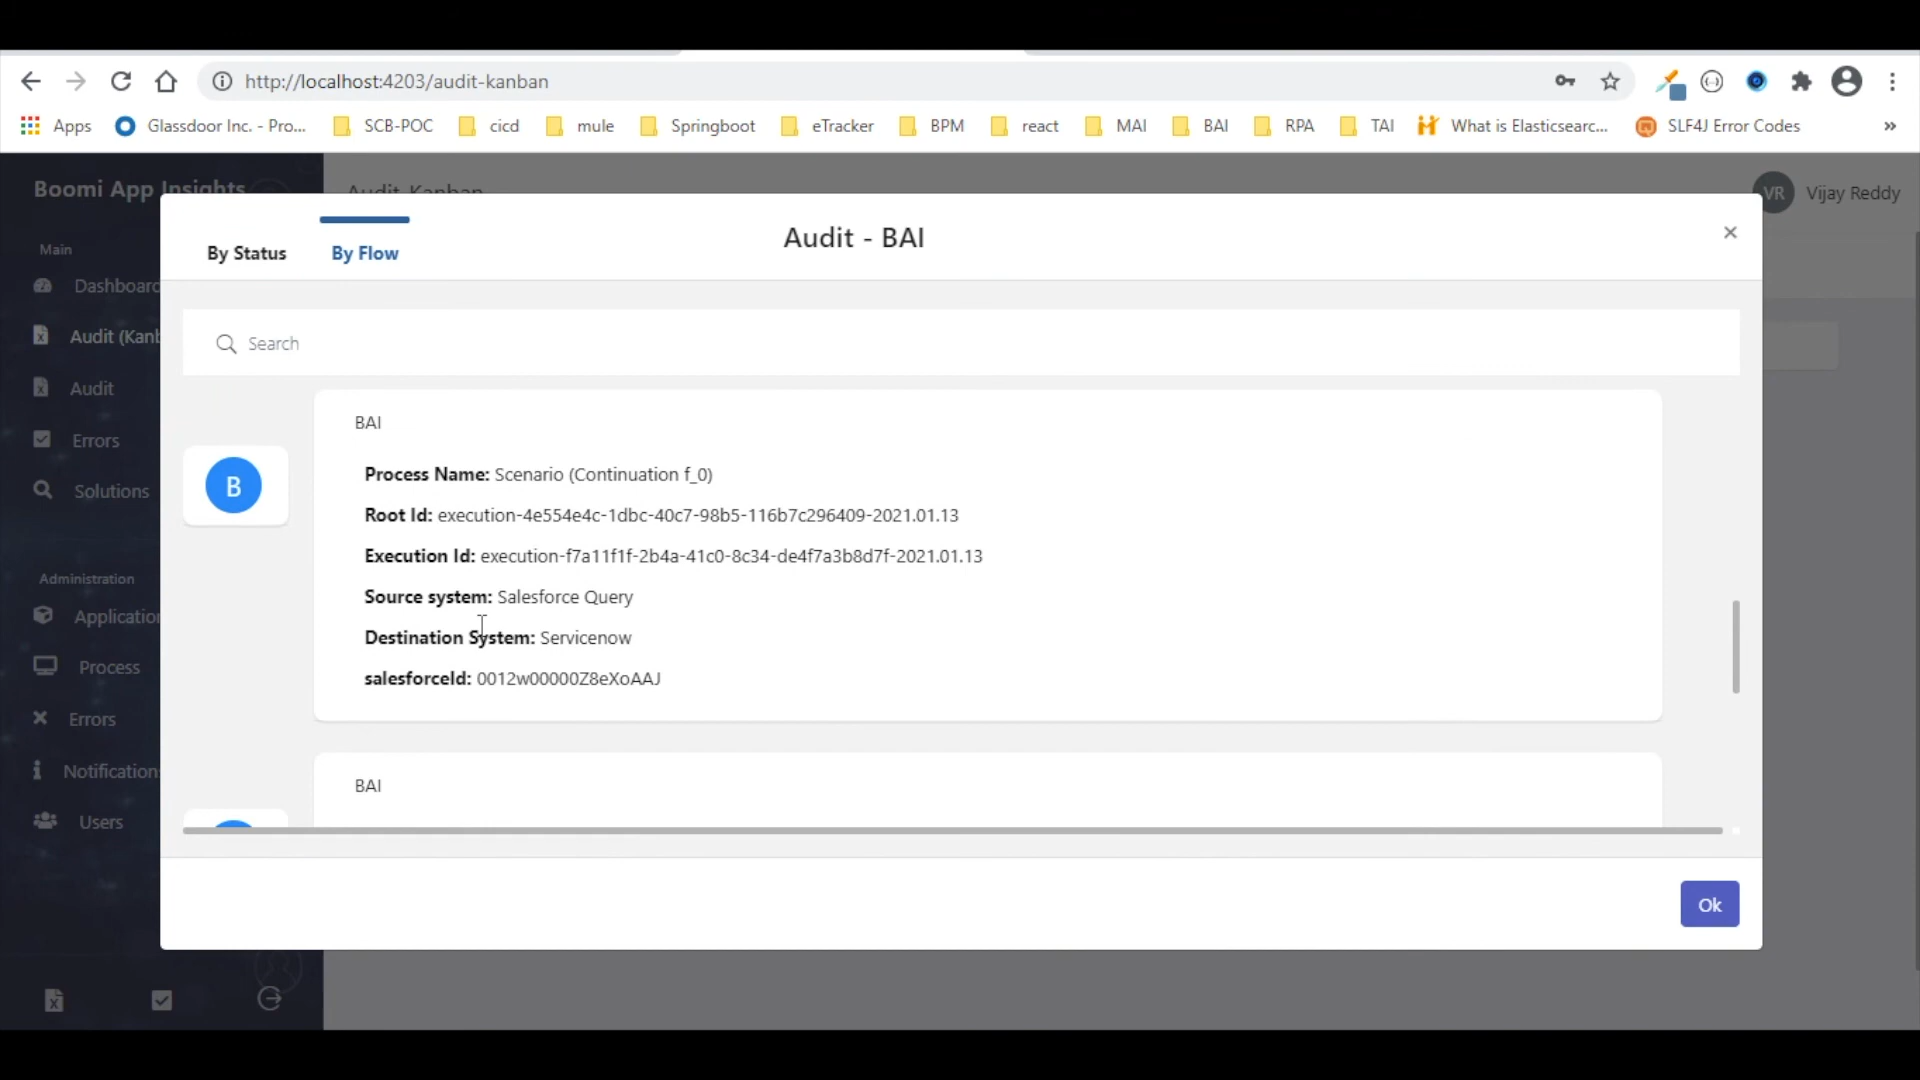 http://localhost:4203/audit-kanban
Apps Glassdoor Inc. - Pro... SCB-POC cicd mule Springboot eTracker BPM react MAI BAI RPA TAI What is Elasticsearc... SLF4J Error Codes »
Boomi App Insights
Audit Kanban
VR Vijay Reddy
By Status By Flow Audit - BAI ×
Main
Dashboard
Audit (Kanb
Audit
Errors
Solutions
Administration
Application
Process
Errors
Notification
Users
Search
BAI
B
Process Name: Scenario (Continuation f_0)
Root Id: execution-4e554e4c-1dbc-40c7-98b5-116b7c296409-2021.01.13
Execution Id: execution-f7a11f1f-2b4a-41c0-8c34-de4f7a3b8d7f-2021.01.13
Source system: Salesforce Query
Destination System: Servicenow
salesforceId: 0012w00000Z8eXoAAJ
BAI
Ok